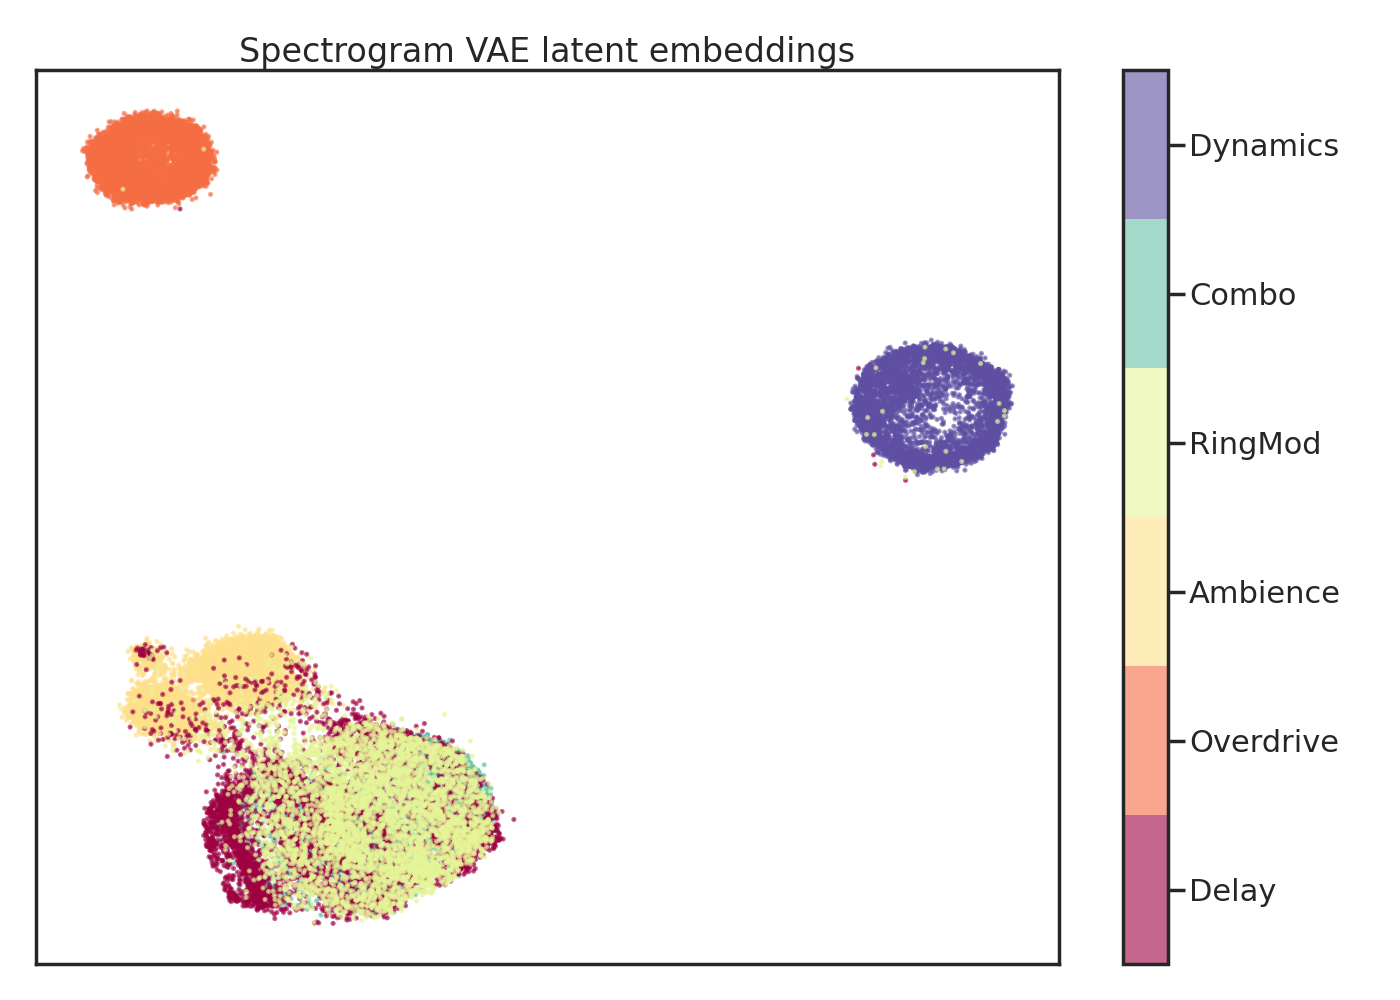 Spectrogram VAE latent embeddings
Dynamics
Combo
RingMod
Ambience
Overdrive
Delay